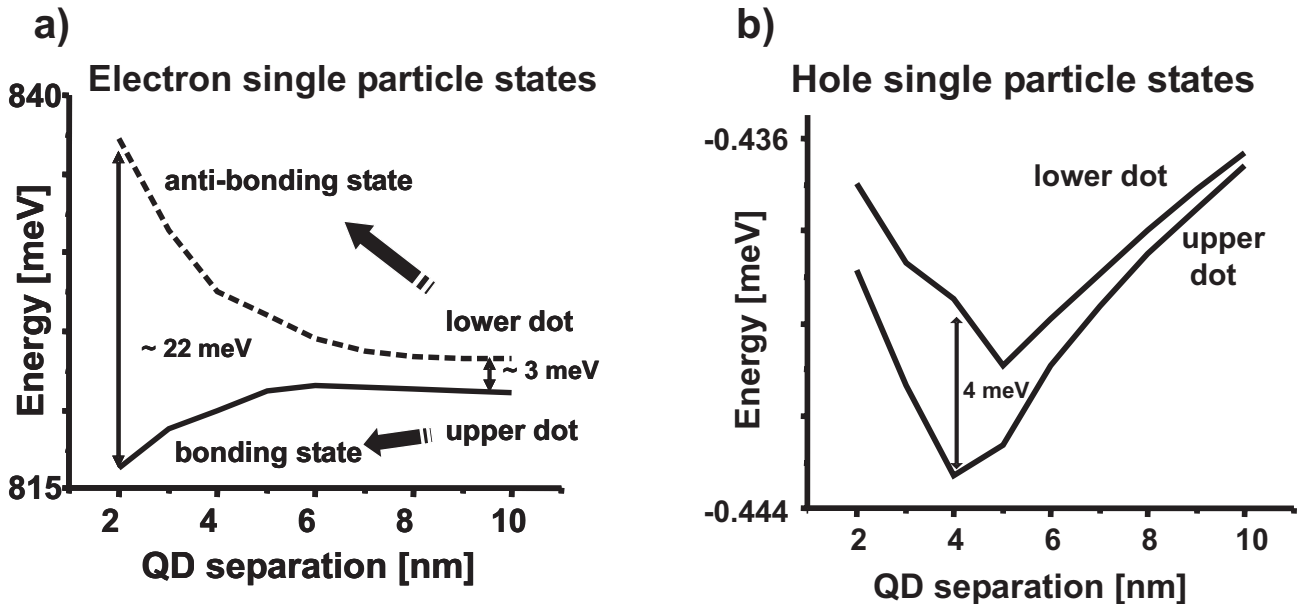 a)
Electron single particle states
840
anti-bonding state
Energy [meV]
~ 22 meV
lower dot
~ 3 meV
upper dot
bonding state
815
2 4 6 8 10
QD separation [nm]
b)
Hole single particle states
-0.436
lower dot
upper
dot
Energy [meV]
4 meV
-0.444
2 4 6 8 10
QD separation [nm]